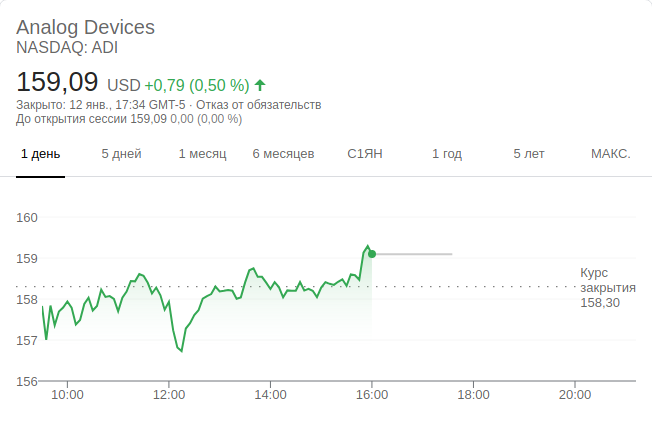 Analog Devices
NASDAQ: ADI
159,09 USD +0,79 (0,50 %)
Закрыто: 12 янв., 17:34 GMT-5 · Отказ от обязательств
До открытия сессии 159,09 0,00 (0,00 %)
1 день 5 дней 1 месяц 6 месяцев С1ЯН 1 год 5 лет МАКС.
160
159
158
157
156
Курс
закрытия
158,30
10:00 12:00 14:00 16:00 18:00 20:00